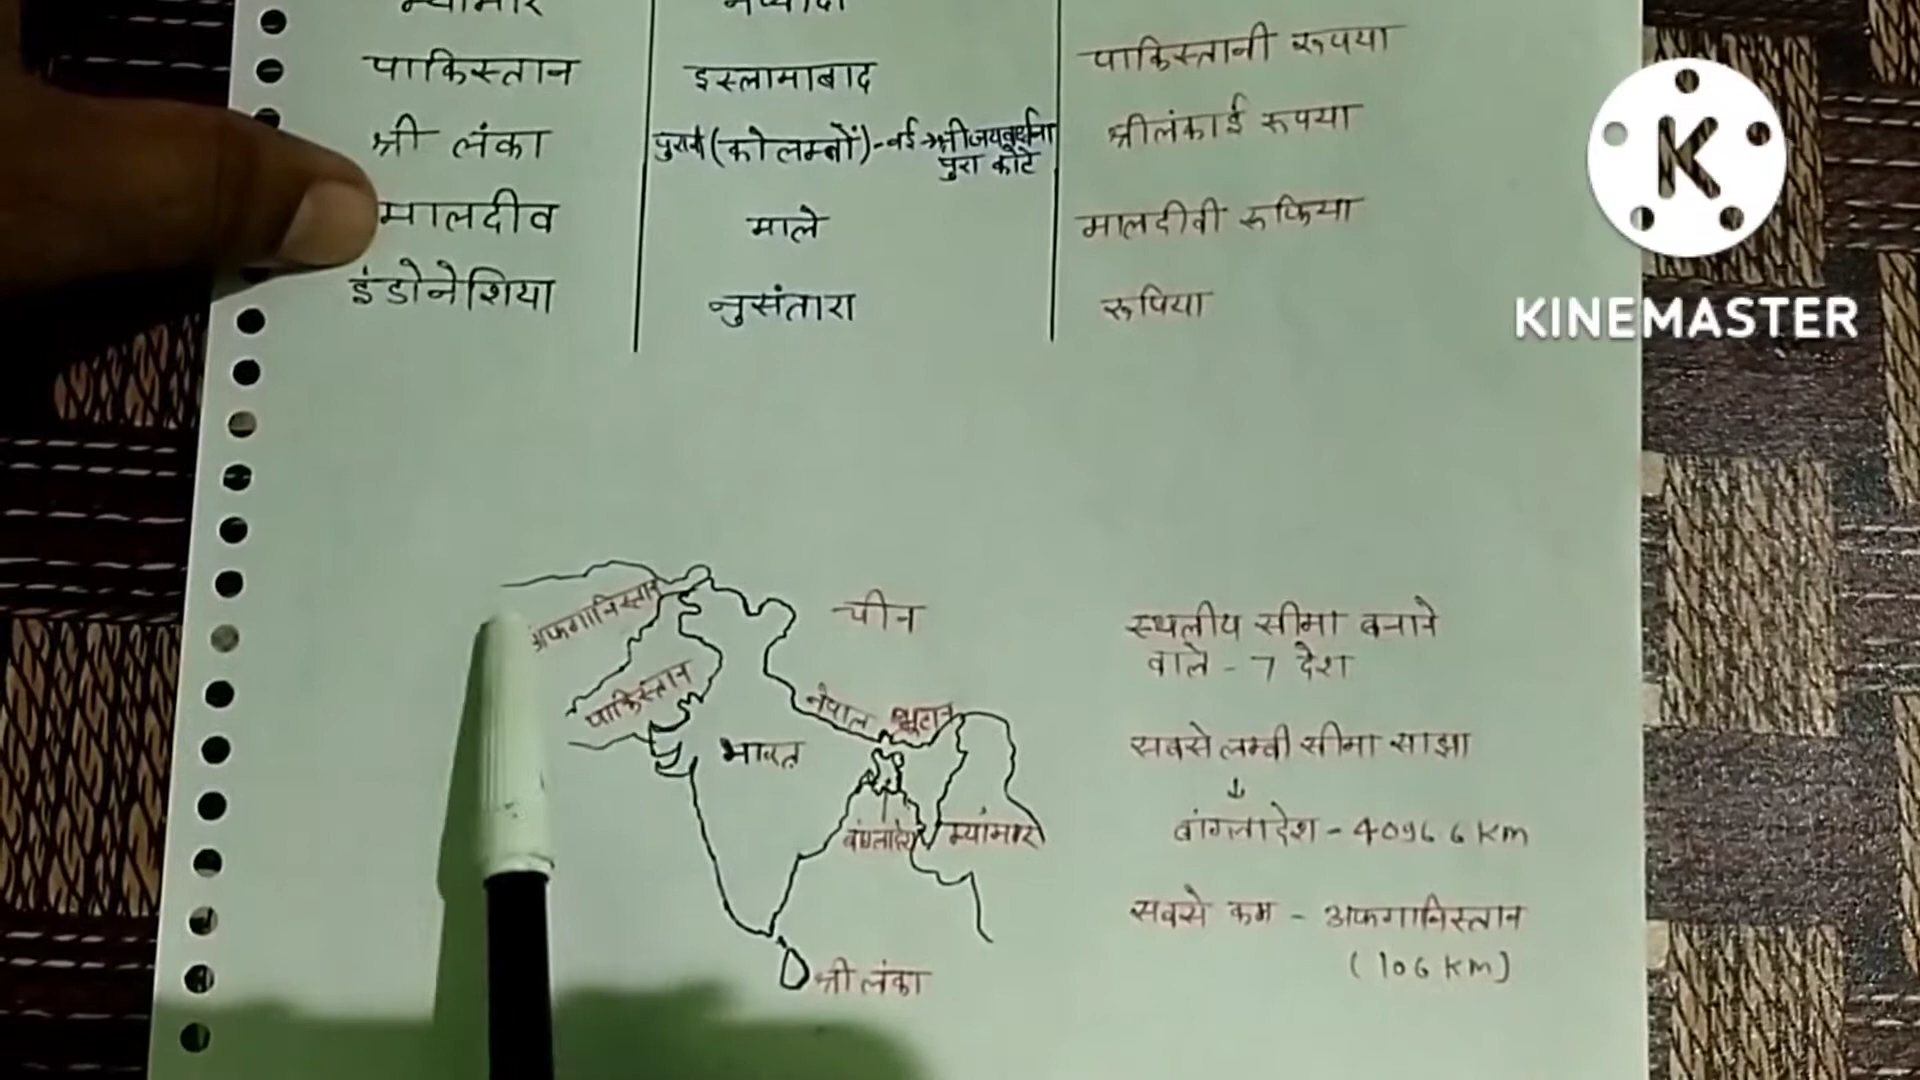 म्यांमार नेप्यीदा
पाकिस्तान इस्लामाबाद पाकिस्तानी रूपया
श्री लंका पुरानी (कोलम्बों)-नई→श्रीजयवर्धना पुरा कोटे श्रीलंकाई रूपया
मालदीव माले मालदीवी रूफिया
इंडोनेशिया नुसंतारा रूपिया
K
KINEMASTER
अफगानिस्तान
चीन
पाकिस्तान
नेपाल भूटान
भारत
बांग्लादेश म्यांमार
श्री लंका
स्थलीय सीमा बनाने
वाले - 7 देश
सबसे लम्बी सीमा साझा
↓
बांग्लादेश - 4096.6 Km
सबसे कम - अफगानिस्तान
(106 KM)